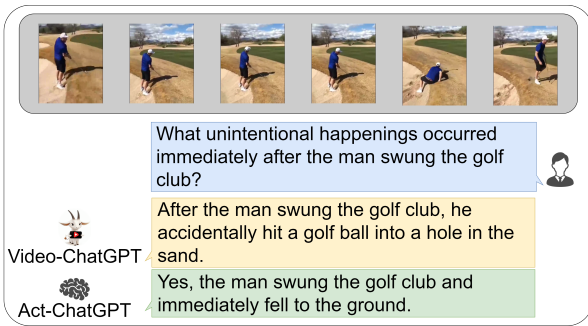 What unintentional happenings occurred
immediately after the man swung the golf
club?
After the man swung the golf club, he
accidentally hit a golf ball into a hole in the
sand.
Video-ChatGPT
Yes, the man swung the golf club and
immediately fell to the ground.
Act-ChatGPT